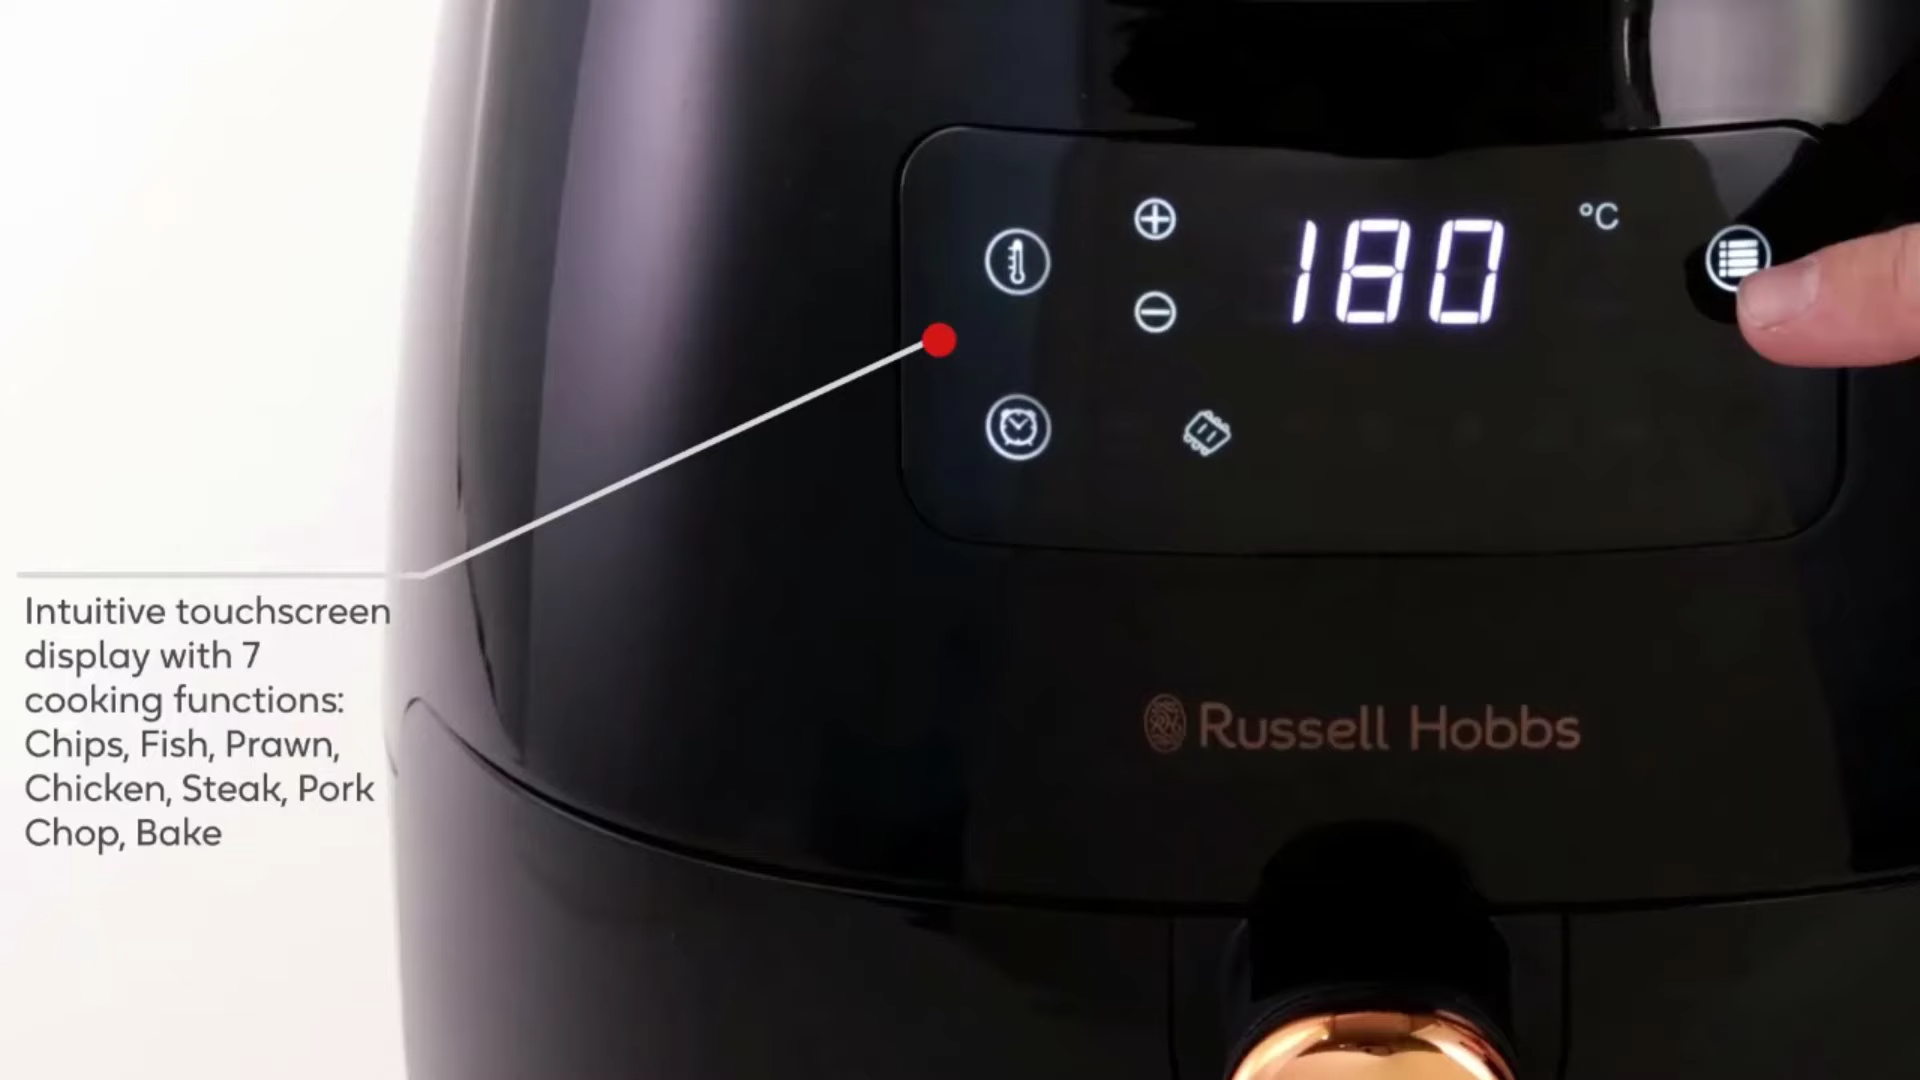 180
°C
Intuitive touchscreen
display with 7
cooking functions:
Chips, Fish, Prawn,
Chicken, Steak, Pork
Chop, Bake
Russell Hobbs